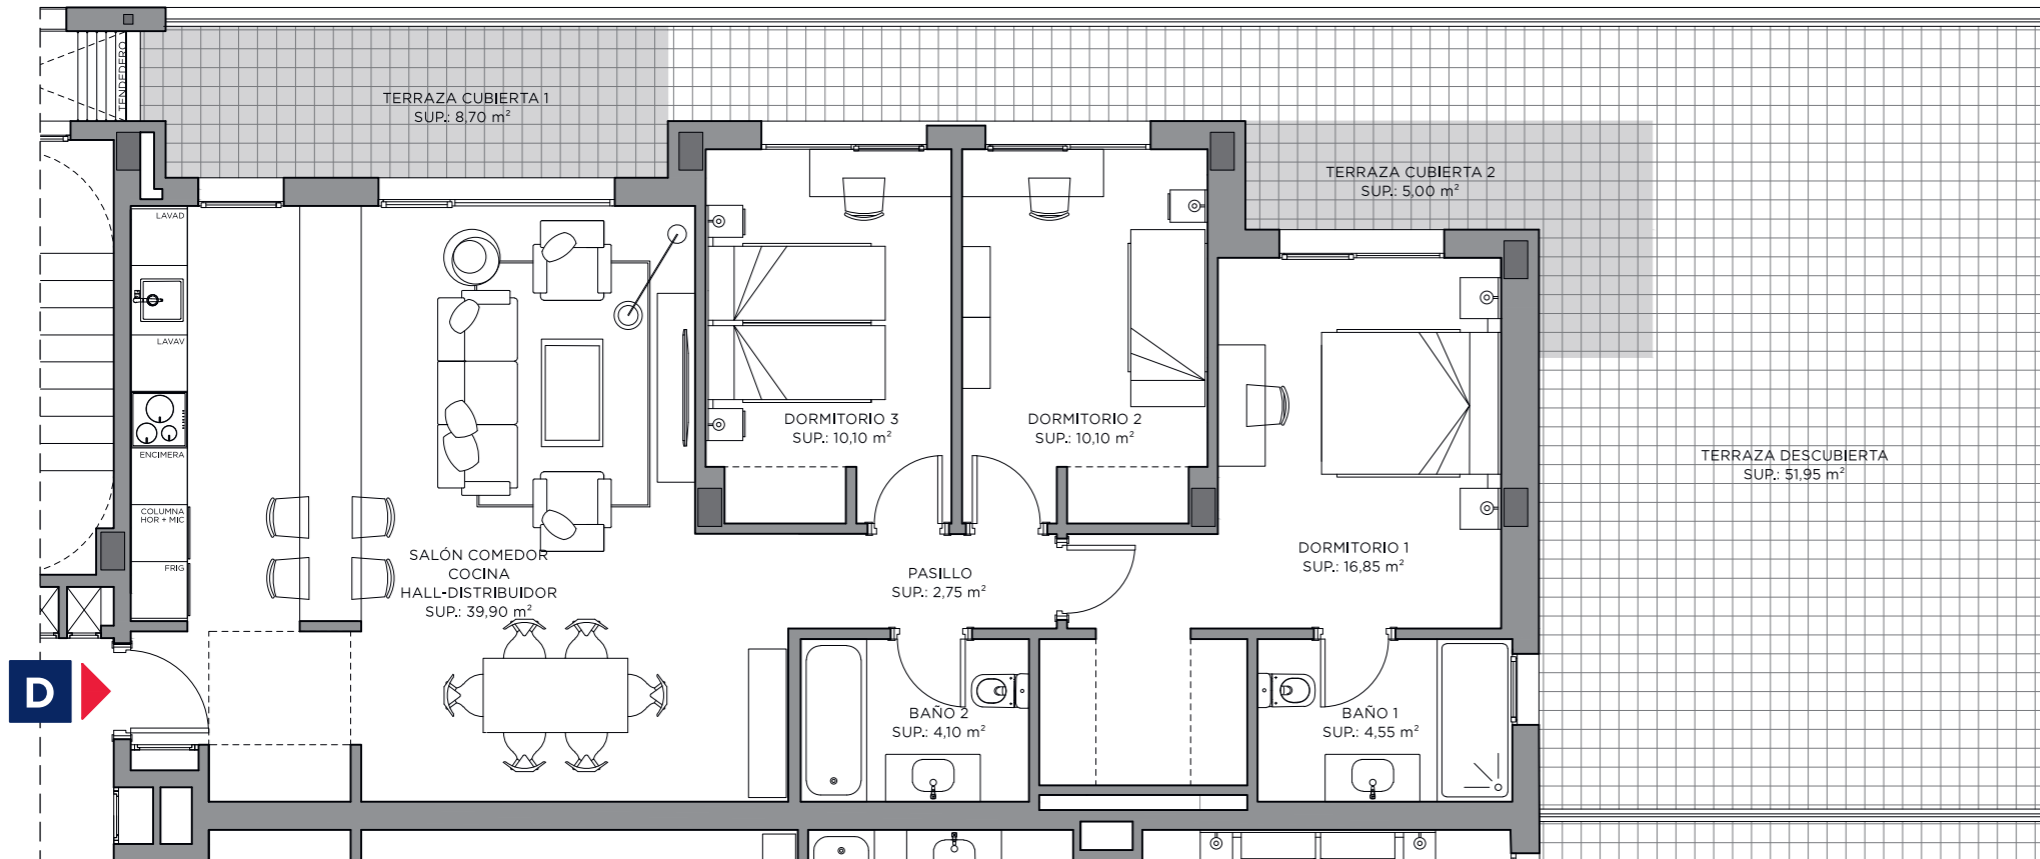 TENDEDERO
TERRAZA CUBIERTA 1
SUP.: 8,70 m²
TERRAZA CUBIERTA 2
SUP.: 5,00 m²
LAVAD
LAVAV
ENCIMERA
COLUMNA
HOR + MIC
FRIG
DORMITORIO 3
SUP.: 10,10 m²
DORMITORIO 2
SUP.: 10,10 m²
TERRAZA DESCUBIERTA
SUP.: 51,95 m²
SALÓN COMEDOR
COCINA
HALL-DISTRIBUIDOR
SUP.: 39,90 m²
PASILLO
SUP.: 2,75 m²
DORMITORIO 1
SUP.: 16,85 m²
D
BAÑO 2
SUP.: 4,10 m²
BAÑO 1
SUP.: 4,55 m²